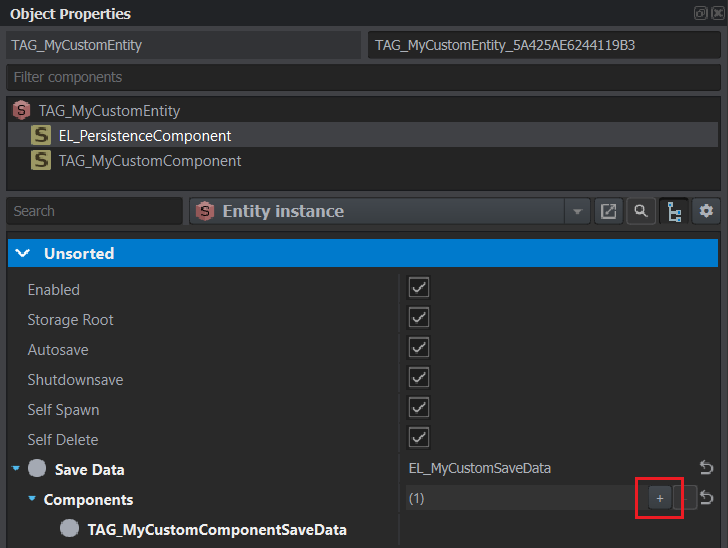 Object Properties
TAG_MyCustomEntity TAG_MyCustomEntity_5A425AE6244119B3
Filter components
S TAG_MyCustomEntity
S EL_PersistenceComponent
S TAG_MyCustomComponent
Search S Entity instance
Unsorted
Enabled
Storage Root
Autosave
Shutdownsave
Self Spawn
Self Delete
Save Data EL_MyCustomSaveData
Components (1) +
TAG_MyCustomComponentSaveData